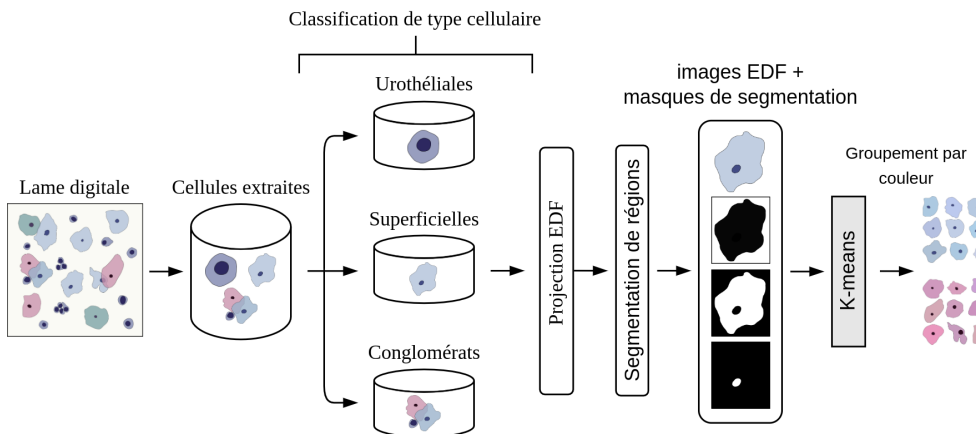 Classification de type cellulaire
Urothéliales
images EDF +
masques de segmentation
Lame digitale
Cellules extraites
Superficielles
Projection EDF
Segmentation de régions
Groupement par
couleur
K-means
Conglomérats